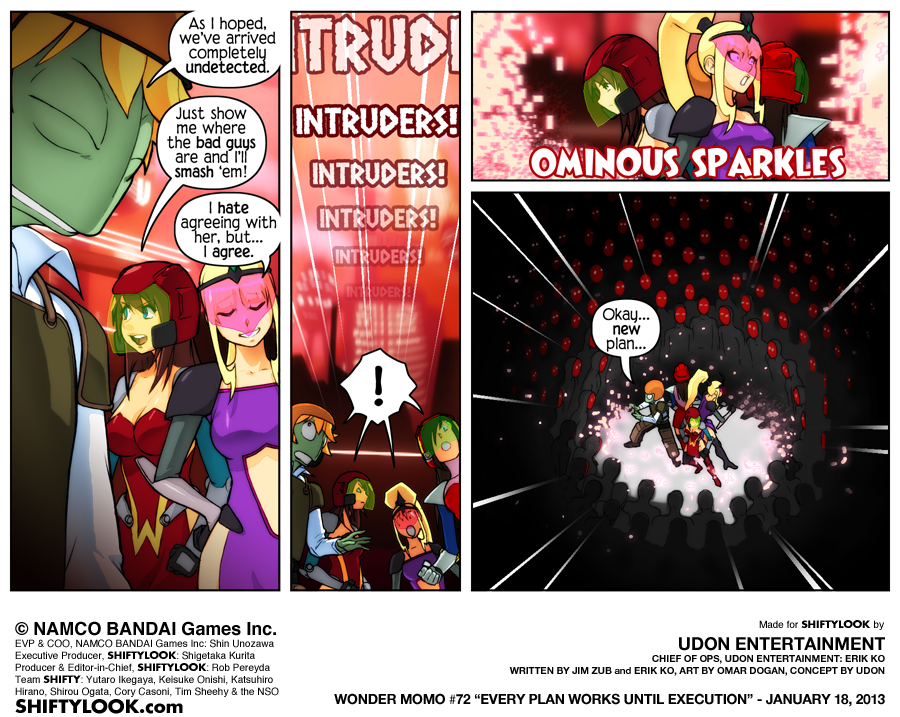 As I hoped,
we've arrived
completely
undetected.
Just show
me where
the bad guys
are and I'll
smash 'em!
I hate
agreeing with
her, but...
I agree.
INTRUDERS!
INTRUDERS!
INTRUDERS!
INTRUDERS!
INTRUDERS!
!
OMINOUS SPARKLES
Okay...
new
plan...
© NAMCO BANDAI Games Inc.
EVP & COO, NAMCO BANDAI Games Inc: Shin Unozawa
Executive Producer, SHIFTYLOOK: Shigetaka Kurita
Producer & Editor-in-Chief, SHIFTYLOOK: Rob Pereyda
Team SHIFTY: Yutaro Ikegaya, Keisuke Onishi, Katsuhiro
Hirano, Shirou Ogata, Cory Casoni, Tim Sheehy & the NSO
SHIFTYLOOK.com
Made for SHIFTYLOOK by
UDON ENTERTAINMENT
CHIEF OF OPS, UDON ENTERTAINMENT: ERIK KO
WRITTEN BY JIM ZUB and ERIK KO, ART BY OMAR DOGAN, CONCEPT BY UDON
WONDER MOMO #72 "EVERY PLAN WORKS UNTIL EXECUTION" - JANUARY 18, 2013